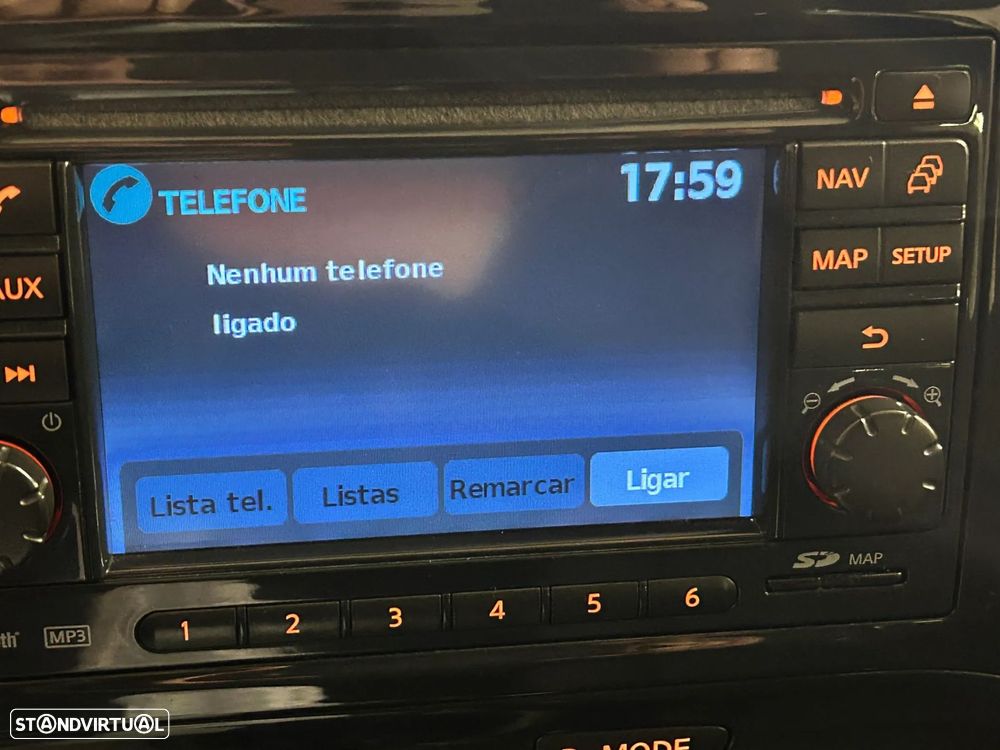 TELEFONE
17:59
Nenhum telefone
ligado
Lista tel.
Listas
Remarcar
Ligar
NAV
MAP
SETUP
AUX
SD MAP
MP3
1
2
3
4
5
6
MODE
STANDVIRTUAL